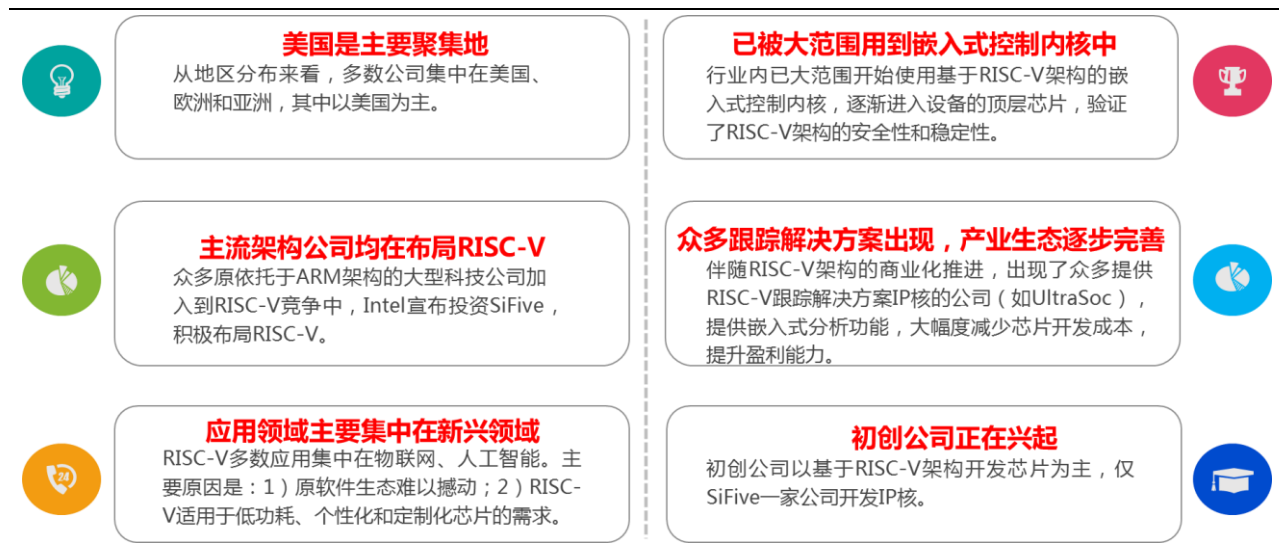 美国是主要聚集地
从地区分布来看，多数公司集中在美国、
欧洲和亚洲，其中以美国为主。
主流架构公司均在布局RISC-V
众多原依托于ARM架构的大型科技公司加
入到RISC-V竞争中，Intel宣布投资SiFive，
积极布局RISC-V。
应用领域主要集中在新兴领域
RISC-V多数应用集中在物联网、人工智能。主
要原因是：1）原软件生态难以撼动；2）RISC-
V适用于低功耗、个性化和定制化芯片的需求。
24
已被大范围用到嵌入式控制内核中
行业内已大范围开始使用基于RISC-V架构的嵌
入式控制内核，逐渐进入设备的顶层芯片，验证
了RISC-V架构的安全性和稳定性。
众多跟踪解决方案出现，产业生态逐步完善
伴随RISC-V架构的商业化推进，出现了众多提供
RISC-V跟踪解决方案IP核的公司（如UltraSoc），
提供嵌入式分析功能，大幅度减少芯片开发成本，
提升盈利能力。
初创公司正在兴起
初创公司以基于RISC-V架构开发芯片为主，仅
SiFive一家公司开发IP核。